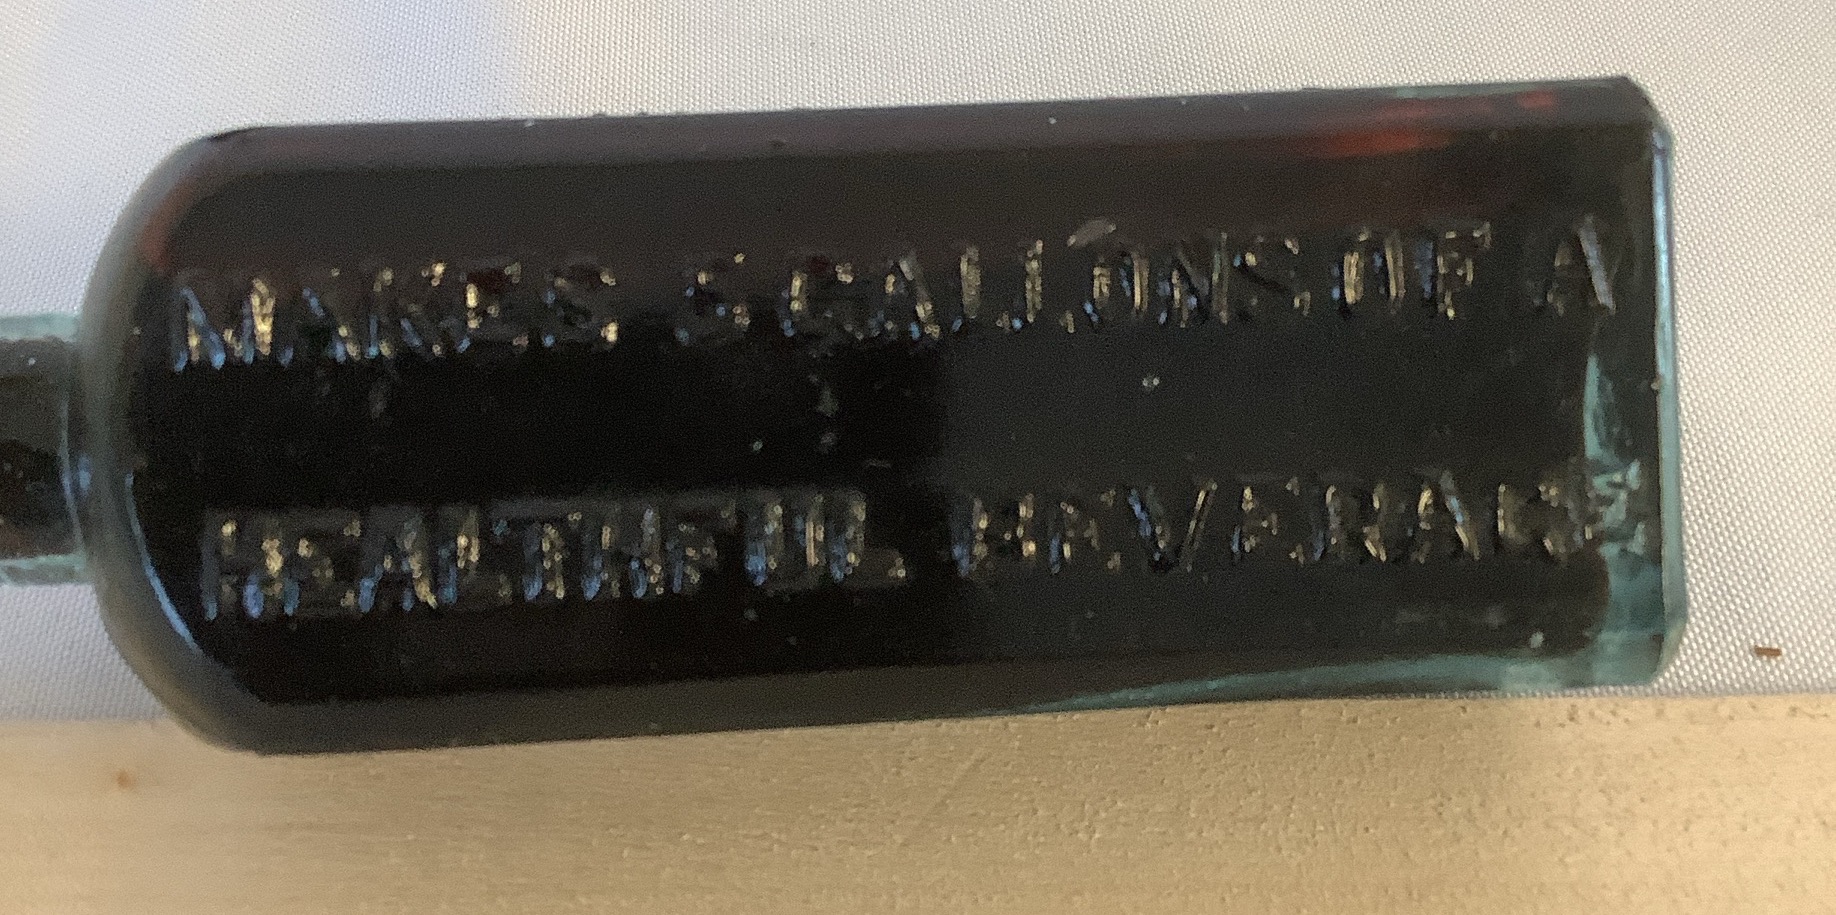 MAKES 5 GALLONS OF A
HEALTHFUL BEVERAGE